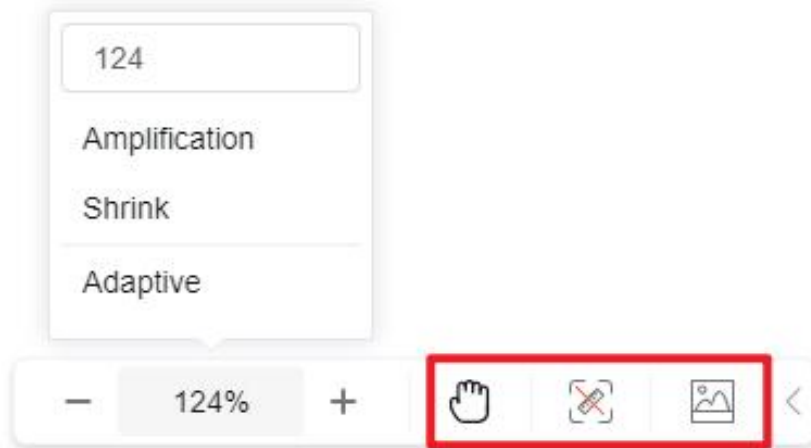 124
Amplification
Shrink
Adaptive
− 124% +